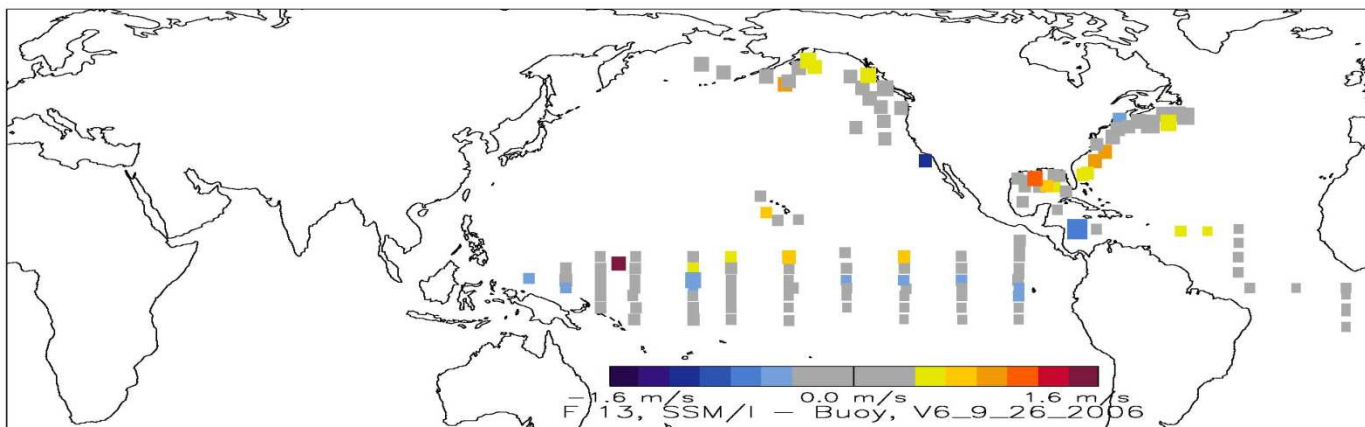 −1.6 m/s 0.0 m/s 1.6 m/s
F 13, SSM/I − Buoy, V6_9_26_2006